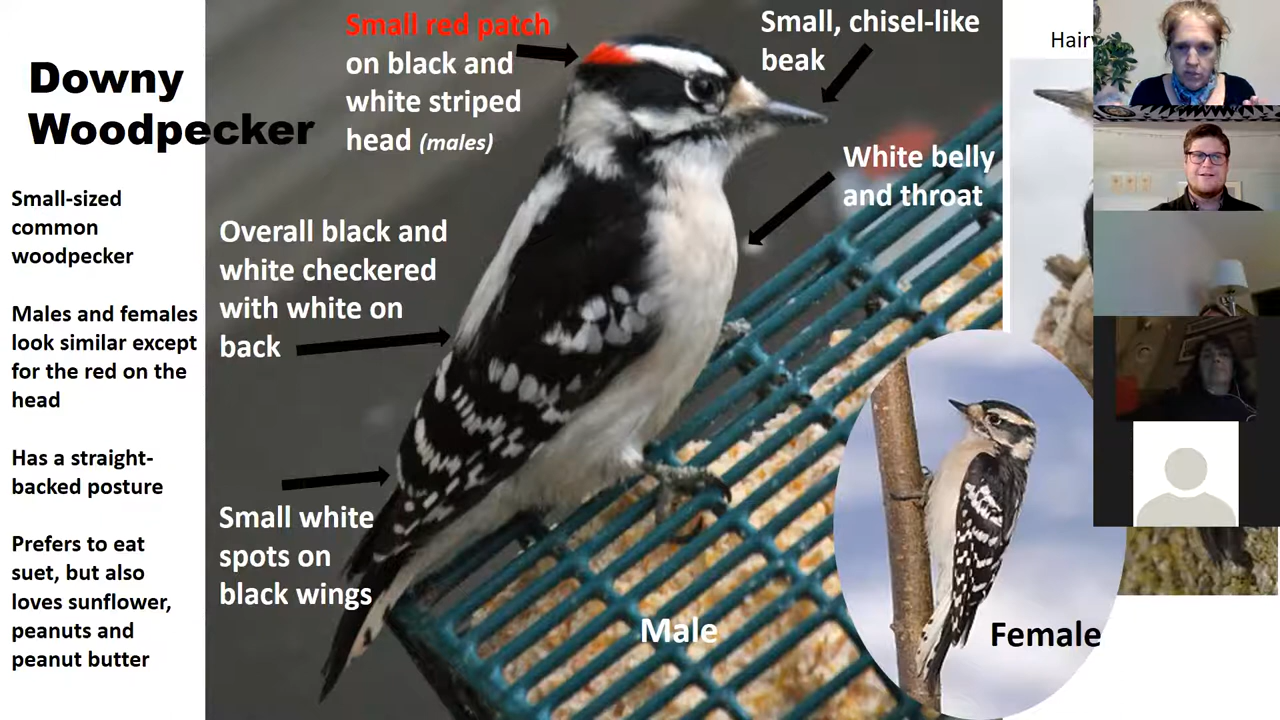 Downy
Woodpecker
Small-sized
common
woodpecker
Males and females
look similar except
for the red on the
head
Has a straight-
backed posture
Prefers to eat
suet, but also
loves sunflower,
peanuts and
peanut butter
Small red patch
on black and
white striped
head (males)
Small, chisel-like
beak
White belly
and throat
Overall black and
white checkered
with white on
back
Small white
spots on
black wings
Male
Female